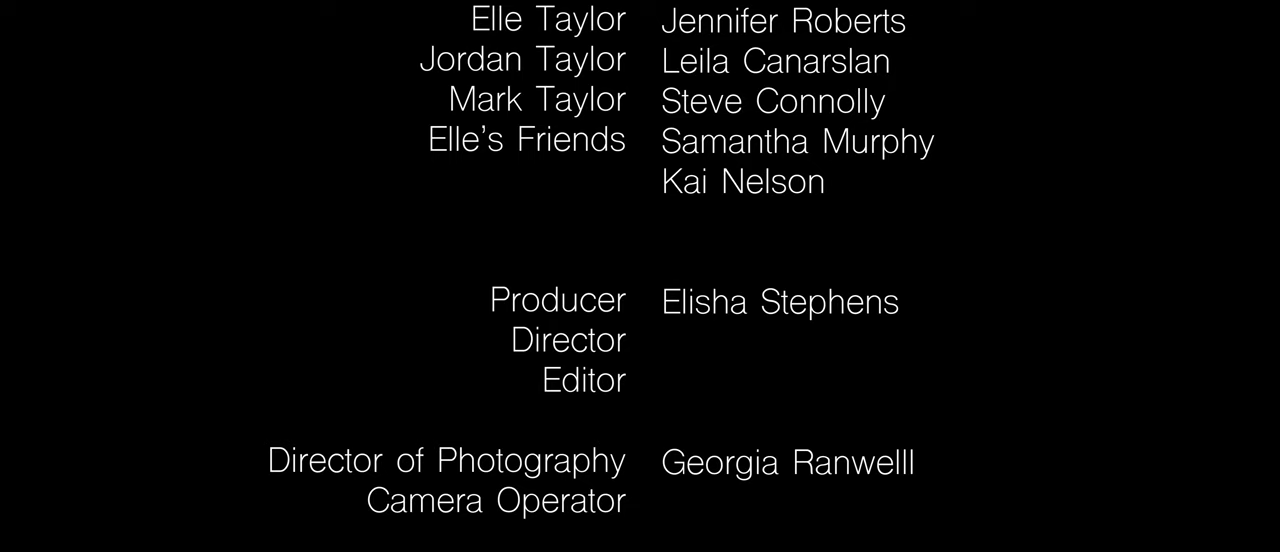 Elle Taylor Jennifer Roberts
Jordan Taylor Leila Canarslan
Mark Taylor Steve Connolly
Elle's Friends Samantha Murphy
Kai Nelson
Producer Elisha Stephens
Director
Editor
Director of Photography Georgia Ranwelll
Camera Operator